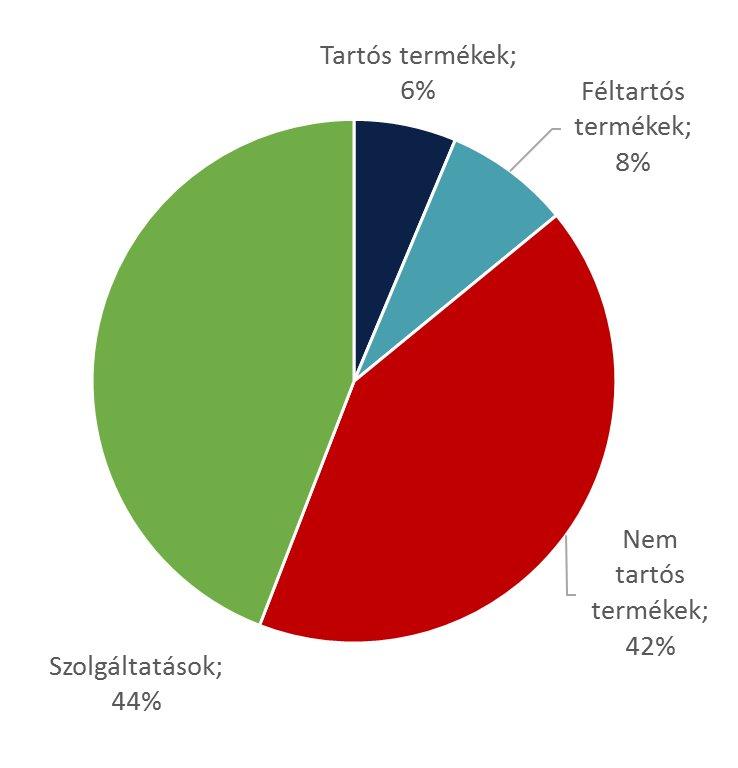 Tartós termékek;
6%
Féltartós
termékek;
8%
Nem
tartós
termékek;
42%
Szolgáltatások;
44%